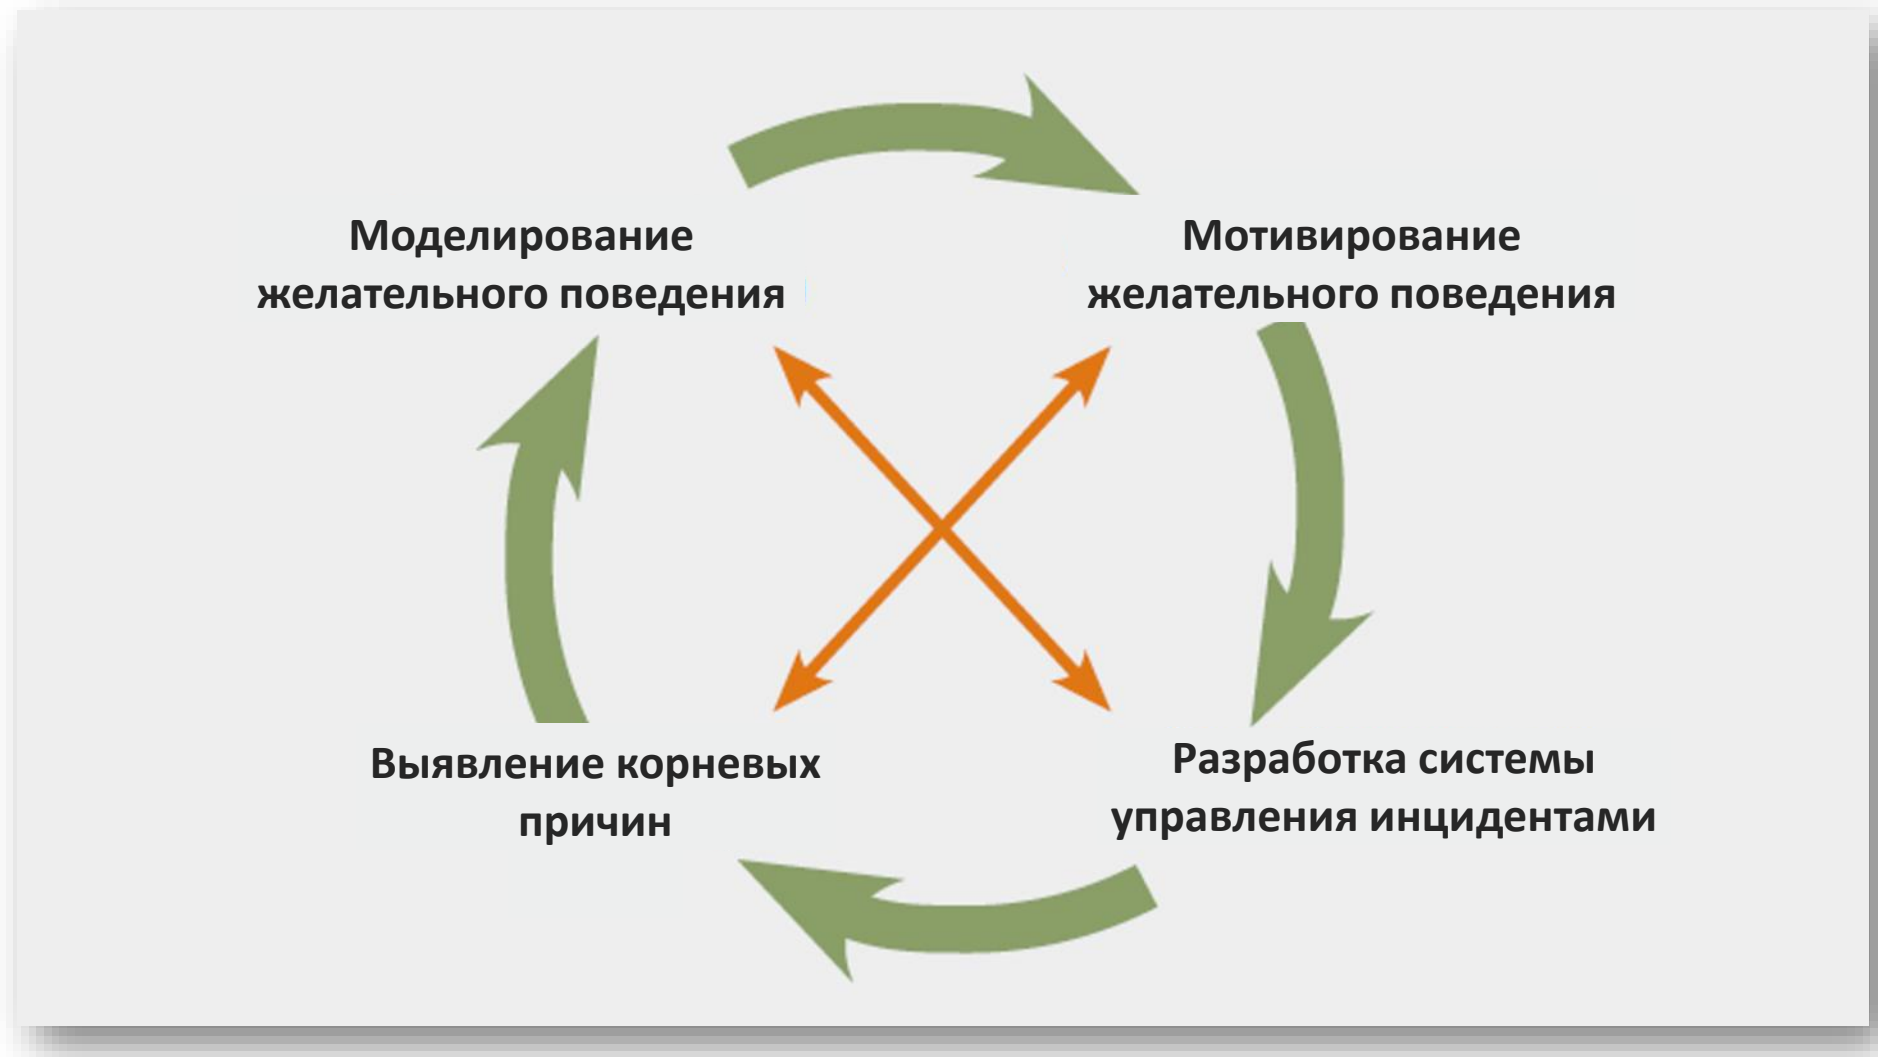 Моделирование
желательного поведения
Мотивирование
желательного поведения
Выявление корневых
причин
Разработка системы
управления инцидентами